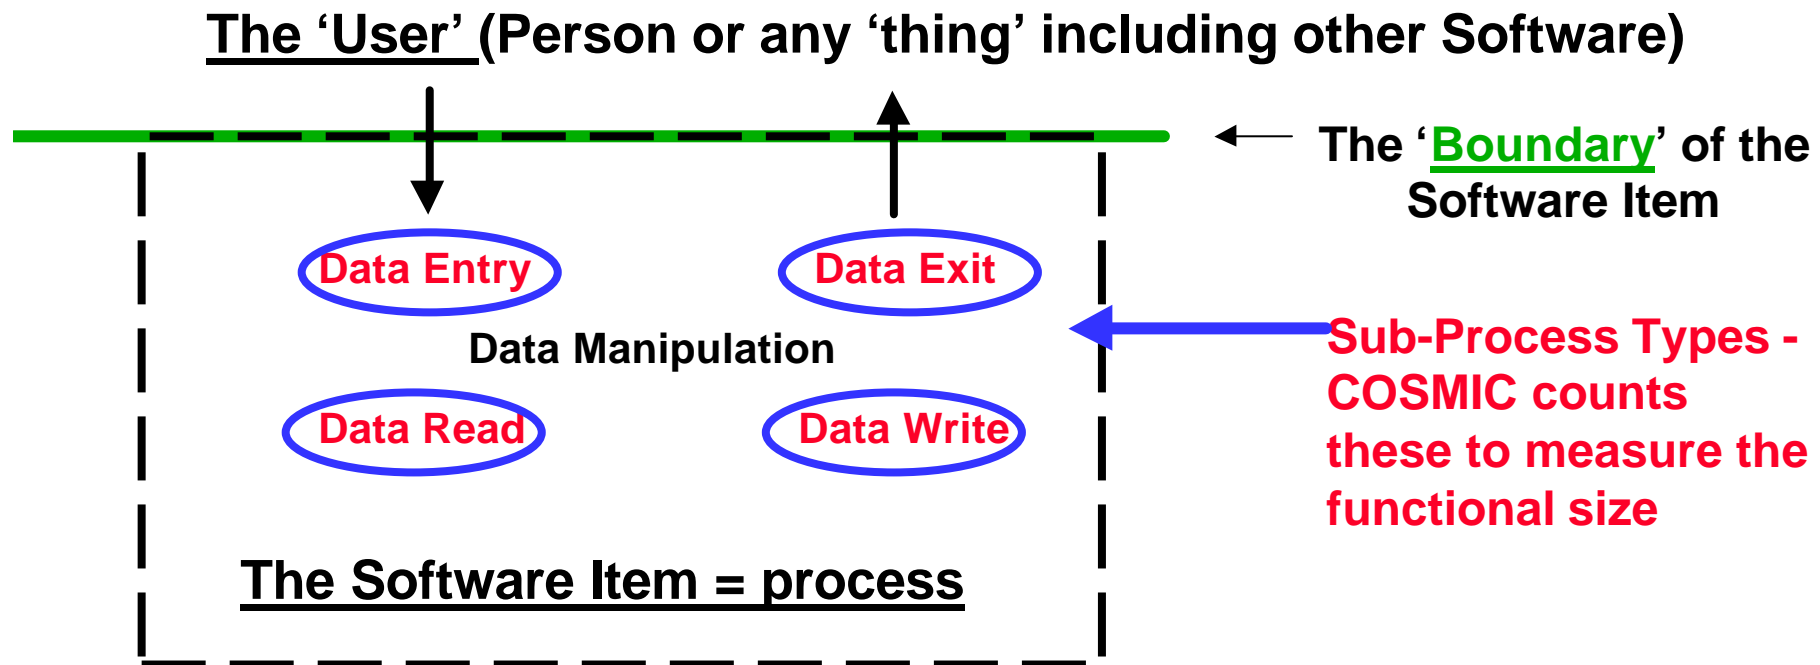 The ‘User’ (Person or any ‘thing’ including other Software)
The ‘Boundary’ of the
Software Item
Data Entry
Data Exit
Data Manipulation
Data Read
Data Write
Sub-Process Types -
COSMIC counts
these to measure the
functional size
The Software Item = process